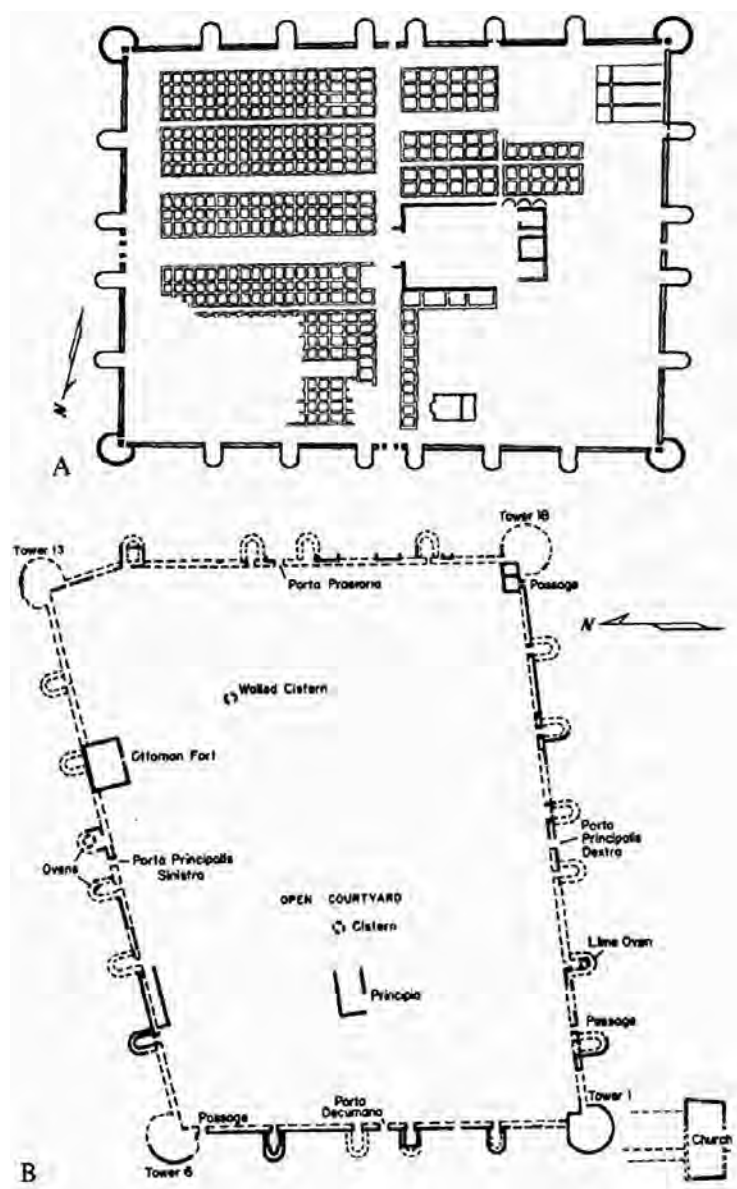 N
A
Tower 13
Tower 18
Porta Praetoria
Passage
N
Walled Cistern
Ottoman Fort
Ovens
Porta Principalis
Sinistra
Porta
Principalis
Dextra
OPEN COURTYARD
Cistern
Lime Oven
Principia
Passage
Tower 1
Passage
Porta
Decumana
Church
Tower 6
B